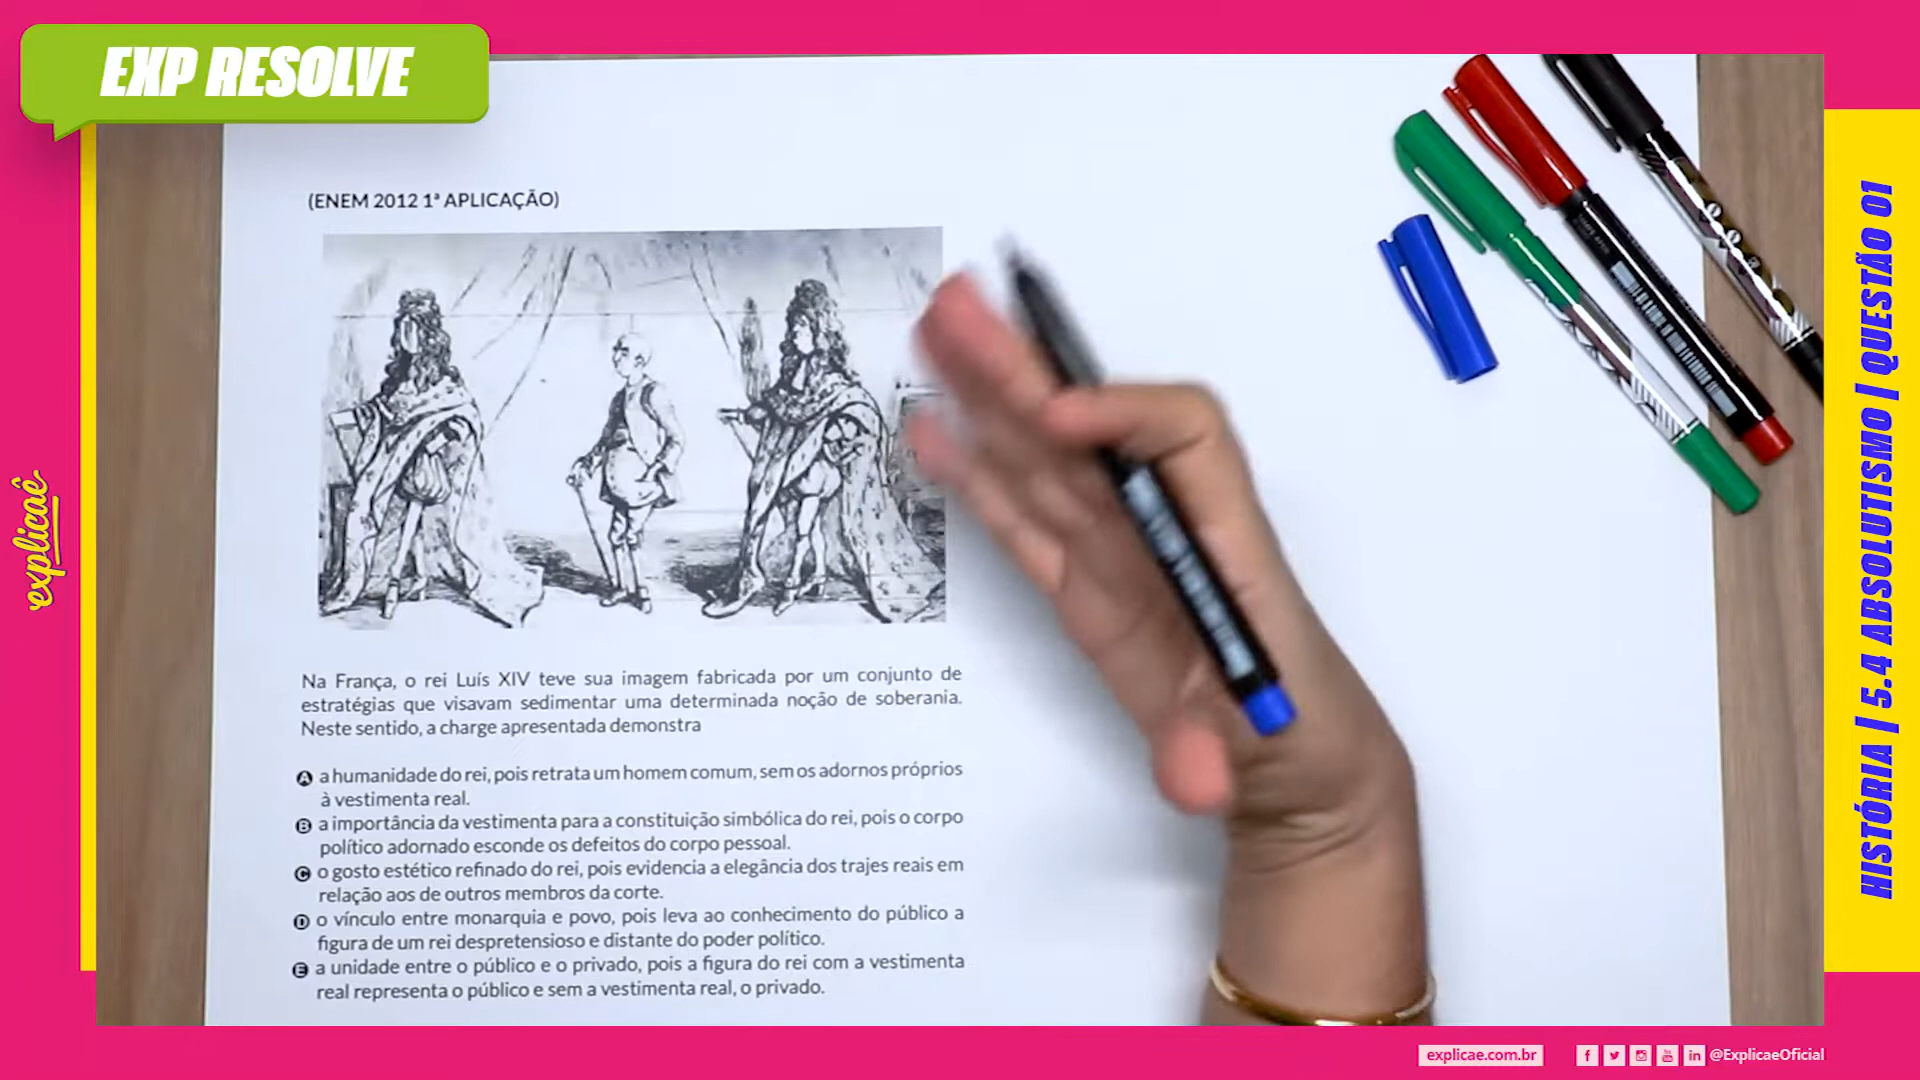 EXP RESOLVE
(ENEM 2012 1ª APLICAÇÃO)
Na França, o rei Luís XIV teve sua imagem fabricada por um conjunto de
estratégias que visavam sedimentar uma determinada noção de soberania.
Neste sentido, a charge apresentada demonstra
A a humanidade do rei, pois retrata um homem comum, sem os adornos próprios
à vestimenta real.
B a importância da vestimenta para a constituição simbólica do rei, pois o corpo
político adornado esconde os defeitos do corpo pessoal.
C o gosto estético refinado do rei, pois evidencia a elegância dos trajes reais em
relação aos de outros membros da corte.
D o vínculo entre monarquia e povo, pois leva ao conhecimento do público a
figura de um rei despretensioso e distante do poder político.
E a unidade entre o público e o privado, pois a figura do rei com a vestimenta
real representa o público e sem a vestimenta real, o privado.
explicaê
HISTÓRIA | 5.4 ABSOLUTISMO | QUESTÃO 01
explicae.com.br
@ExplicaeOficial